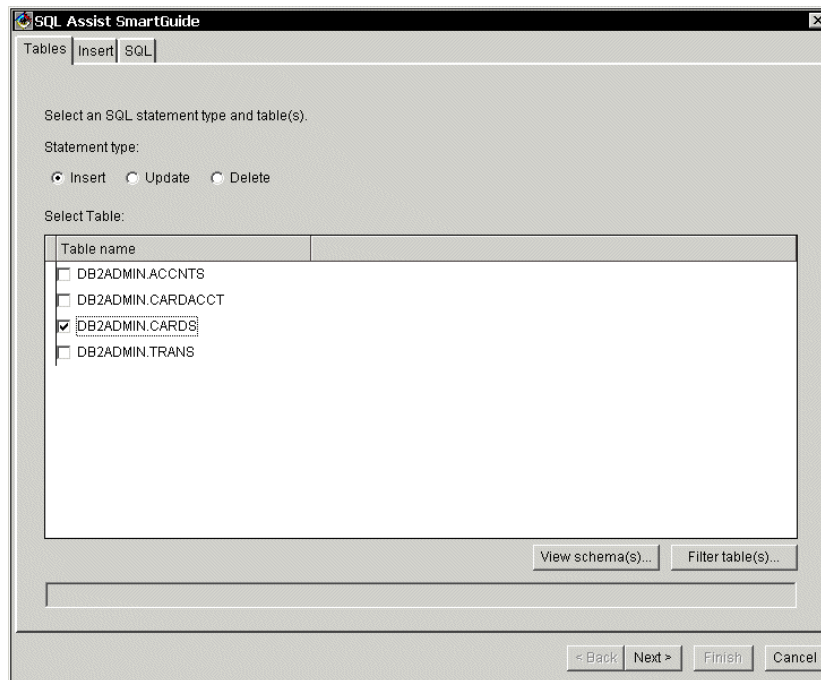 SQL Assist SmartGuide
Tables Insert SQL
Select an SQL statement type and table(s).
Statement type:
Insert Update Delete
Select Table:
Table name
DB2ADMIN.ACCNTS
DB2ADMIN.CARDACCT
DB2ADMIN.CARDS
DB2ADMIN.TRANS
View schema(s)... Filter table(s)...
< Back Next > Finish Cancel